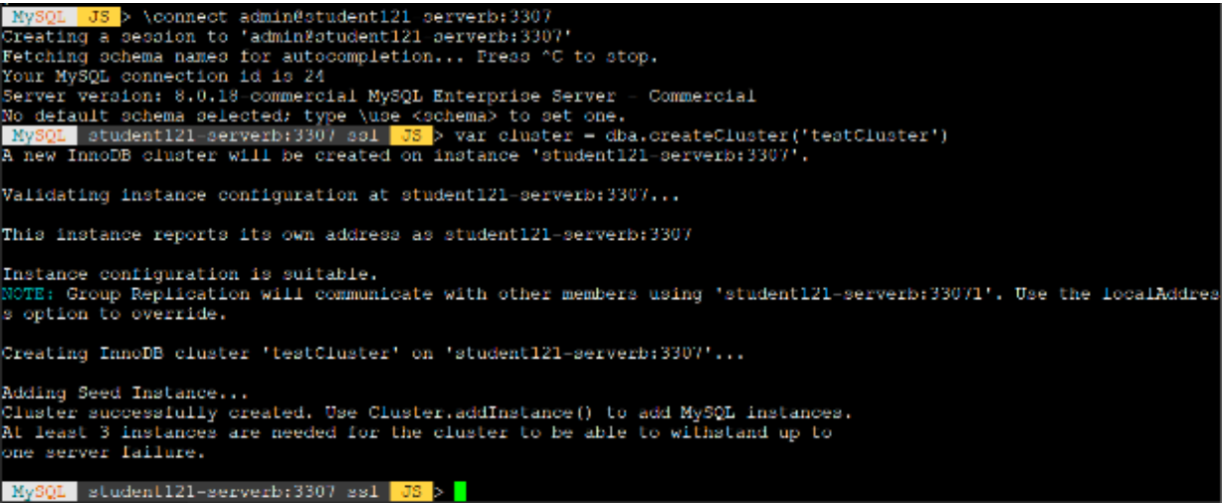 MySQL JS > \connect admin@student121-serverb:3307
Creating a session to 'admin@student121-serverb:3307'
Fetching schema names for autocompletion... Press ^C to stop.
Your MySQL connection id is 24
Server version: 8.0.18-commercial MySQL Enterprise Server - Commercial
No default schema selected; type \use <schema> to set one.
MySQL student121-serverb:3307 ssl JS > var cluster = dba.createCluster('testCluster')
A new InnoDB cluster will be created on instance 'student121-serverb:3307'.
Validating instance configuration at student121-serverb:3307...
This instance reports its own address as student121-serverb:3307
Instance configuration is suitable.
NOTE: Group Replication will communicate with other members using 'student121-serverb:33071'. Use the localAddres
s option to override.
Creating InnoDB cluster 'testCluster' on 'student121-serverb:3307'...
Adding Seed Instance...
Cluster successfully created. Use Cluster.addInstance() to add MySQL instances.
At least 3 instances are needed for the cluster to be able to withstand up to
one server failure.
MySQL student121-serverb:3307 ssl JS >